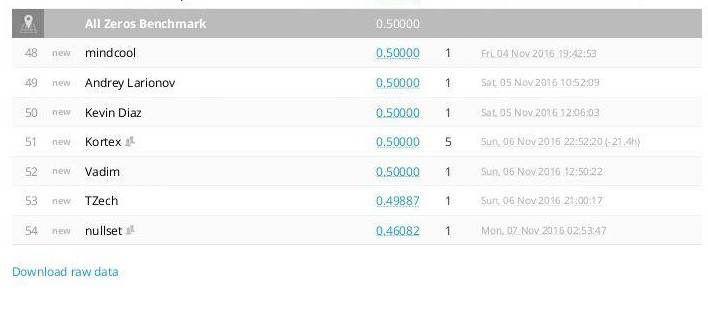 All Zeros Benchmark 0.50000
48 new mindcool 0.50000 1 Fri, 04 Nov 2016 19:42:53
49 new Andrey Larionov 0.50000 1 Sat, 05 Nov 2016 10:52:09
50 new Kevin Diaz 0.50000 1 Sat, 05 Nov 2016 12:06:03
51 new Kortex 0.50000 5 Sun, 06 Nov 2016 22:52:20 (-21.4h)
52 new Vadim 0.50000 1 Sun, 06 Nov 2016 12:50:22
53 new TZech 0.49887 1 Sun, 06 Nov 2016 21:00:17
54 new nullset 0.46082 1 Mon, 07 Nov 2016 02:53:47
Download raw data